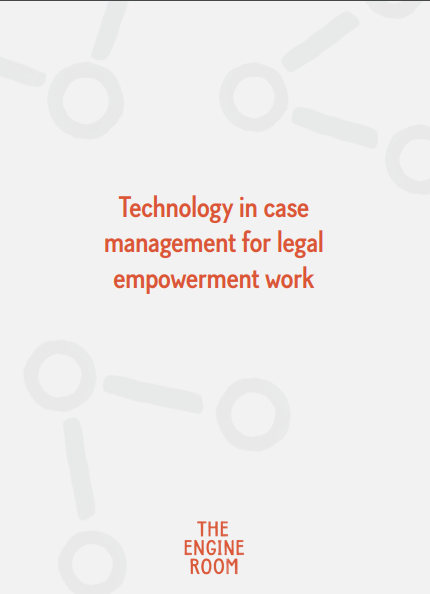 Technology in case
management for legal
empowerment work
THE
ENGINE
ROOM